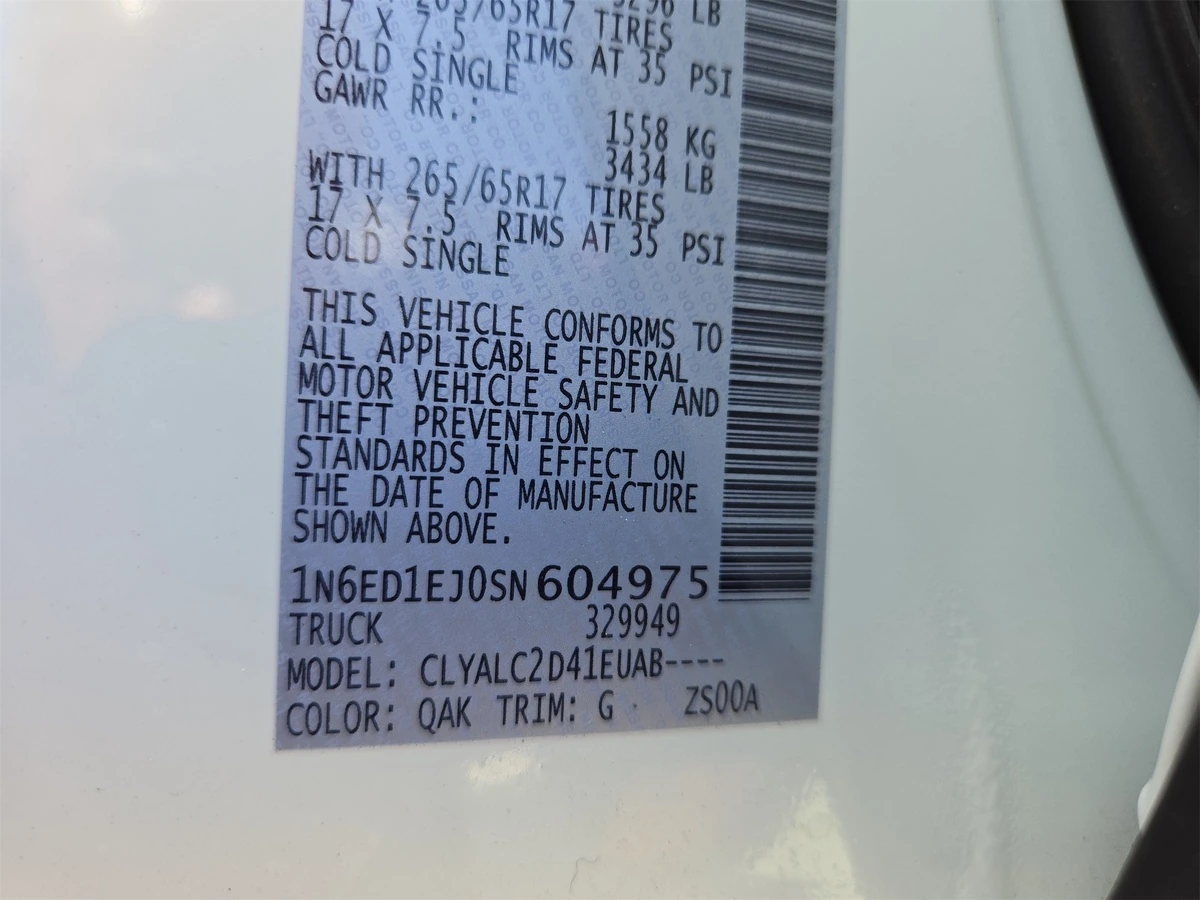 265/65R17 TIRES
17 X 7.5 RIMS AT 35 PSI
COLD SINGLE
GAWR RR.:
1558 KG
3434 LB
WITH 265/65R17 TIRES
17 X 7.5 RIMS AT 35 PSI
COLD SINGLE
THIS VEHICLE CONFORMS TO
ALL APPLICABLE FEDERAL
MOTOR VEHICLE SAFETY AND
THEFT PREVENTION
STANDARDS IN EFFECT ON
THE DATE OF MANUFACTURE
SHOWN ABOVE.
1N6ED1EJ0SN604975
TRUCK 329949
MODEL: CLYALC2D41EUAB----
COLOR: QAK TRIM: G ZS00A